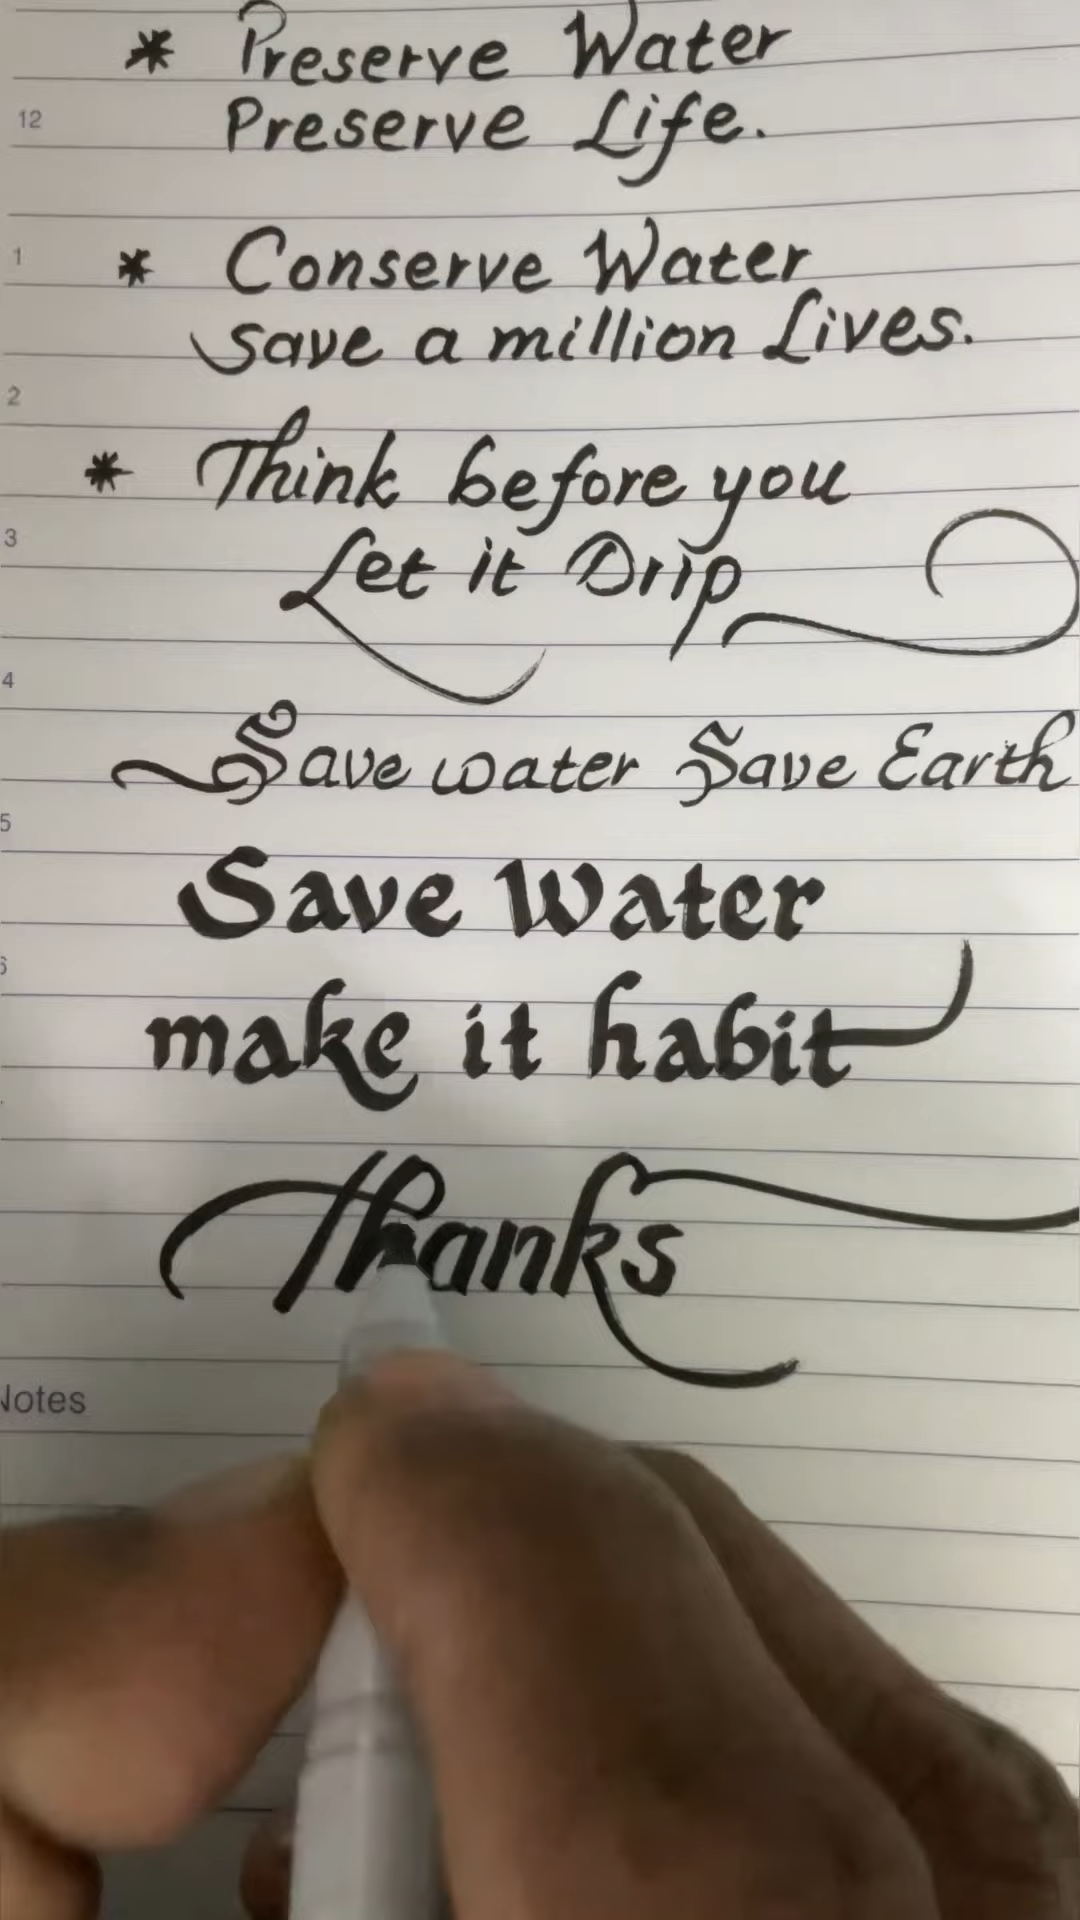 * Preserve Water
12
Preserve Life.
1
* Conserve Water
Save a million Lives.
2
* Think before you
3
Let it Drip
4
Save water Save Earth
5
Save Water
6
make it habit
Thanks
Notes